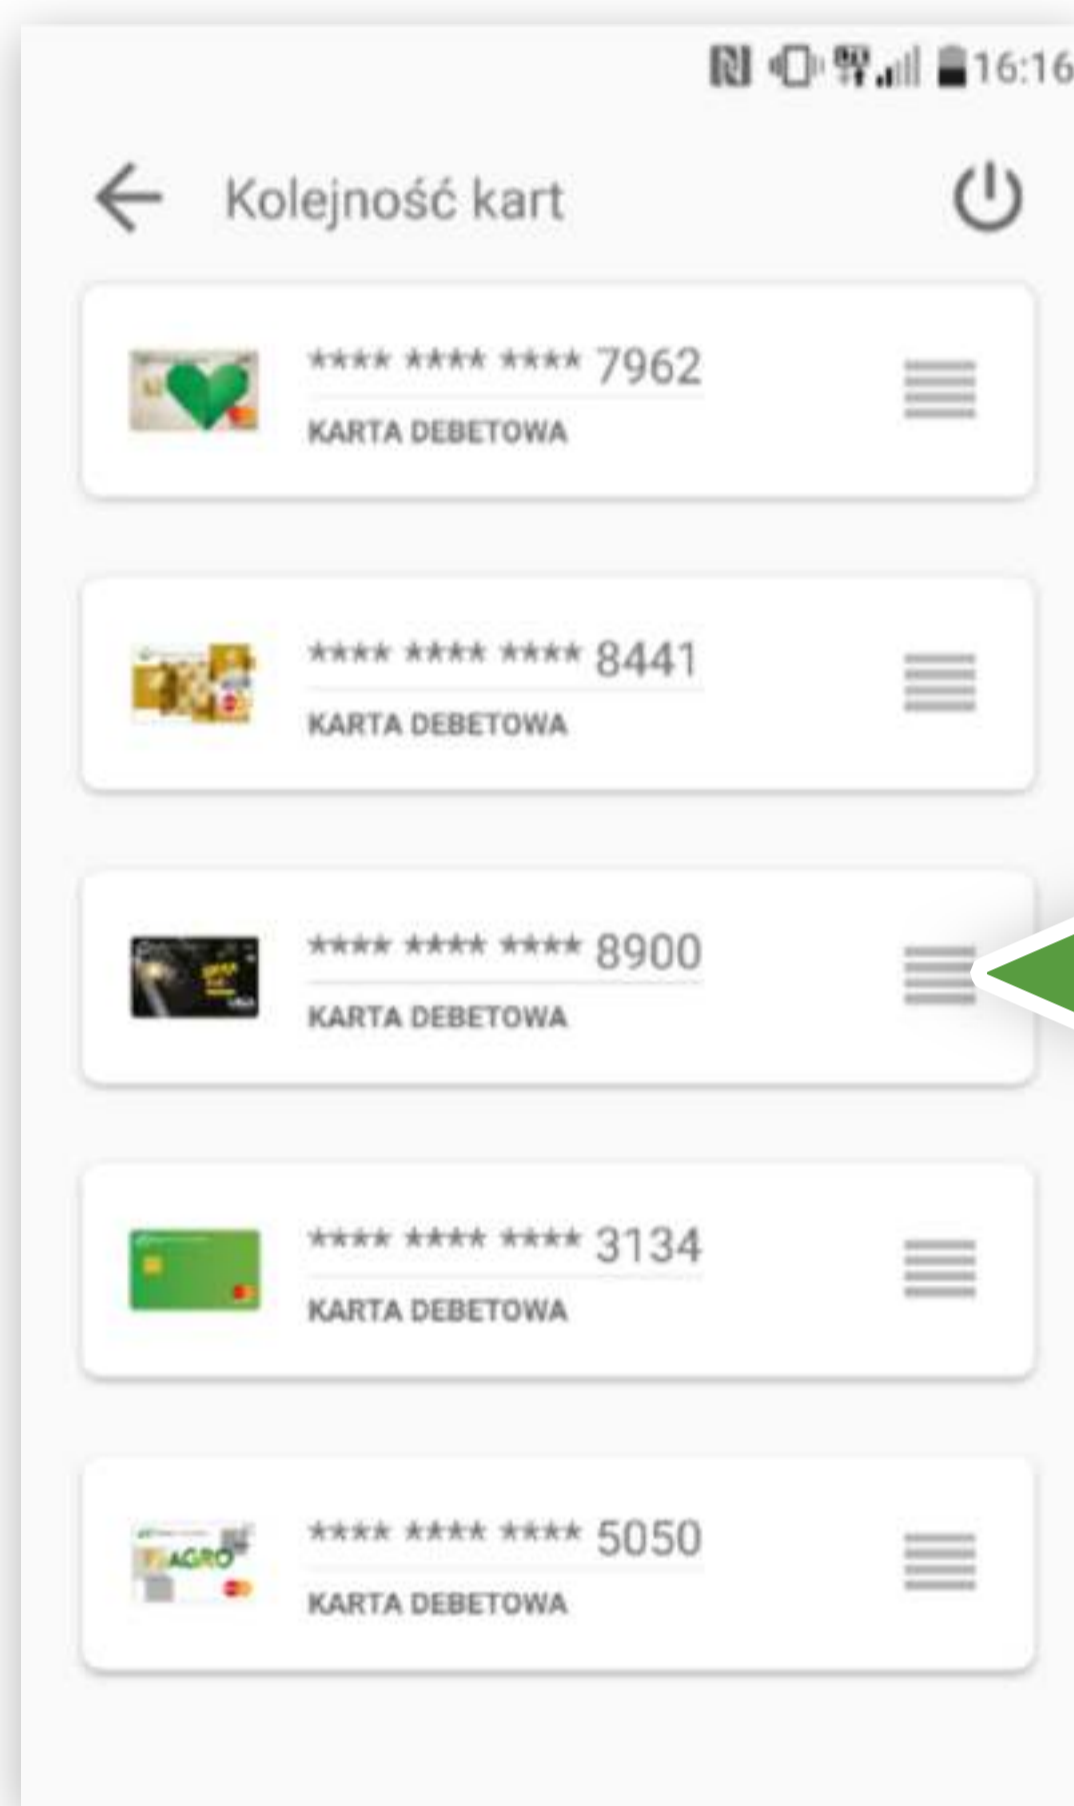 16:16
Kolejność kart
**** **** **** 7962
KARTA DEBETOWA
**** **** **** 8441
KARTA DEBETOWA
**** **** **** 8900
KARTA DEBETOWA
**** **** **** 3134
KARTA DEBETOWA
AGRO
**** **** **** 5050
KARTA DEBETOWA